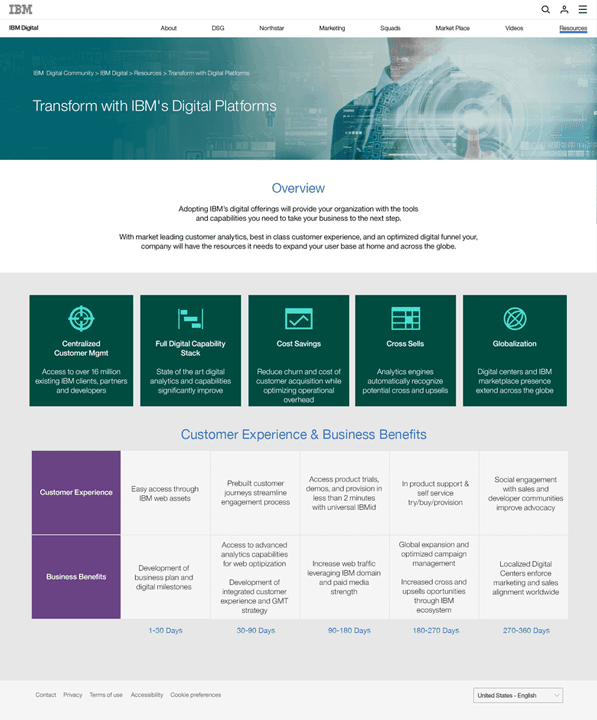 IBM
IBM Digital
About
DSG
Northstar
Marketing
Squads
Market Place
Videos
Resources
IBM Digital Community > IBM Digital > Resources > Transform with Digital Platforms
Transform with IBM's Digital Platforms
Overview
Adopting IBM's digital offerings will provide your organization with the tools
and capabilities you need to take your business to the next step.
With market leading customer analytics, best in class customer experience, and an optimized digital funnel your,
company will have the resources it needs to expand your user base at home and across the globe.
Centralized
Customer Mgmt
Access to over 16 million
existing IBM clients, partners
and developers
Full Digital Capability
Stack
State of the art digital
analytics and capabilities
significantly improve
Cost Savings
Reduce churn and cost of
customer acquisition while
optimizing operational
overhead
Cross Sells
Analytics engines
automatically recognize
potential cross and upsells
Globalization
Digital centers and IBM
marketplace presence
extend across the globe
Customer Experience & Business Benefits
Customer Experience
Easy access through
IBM web assets
Prebuilt customer
journeys streamline
engagement process
Access product trials,
demos, and provision in
less than 2 minutes
with universal IBMid
In product support &
self service
try/buy/provision
Social engagement
with sales and
developer communities
improve advocacy
Business Benefits
Development of
business plan and
digital milestones
Access to advanced
analytics capabilities
for web optipization
Development of
integrated customer
experience and GMT
strategy
Increase web traffic
leveraging IBM domain
and paid media
strength
Global expansion and
optimized campaign
management
Increased cross and
upsells oportunities
through IBM
ecosystem
Localized Digital
Centers enforce
marketing and sales
alignment worldwide
1-30 Days
30-90 Days
90-180 Days
180-270 Days
270-360 Days
Contact
Privacy
Terms of use
Accessibility
Cookie preferences
United States - English